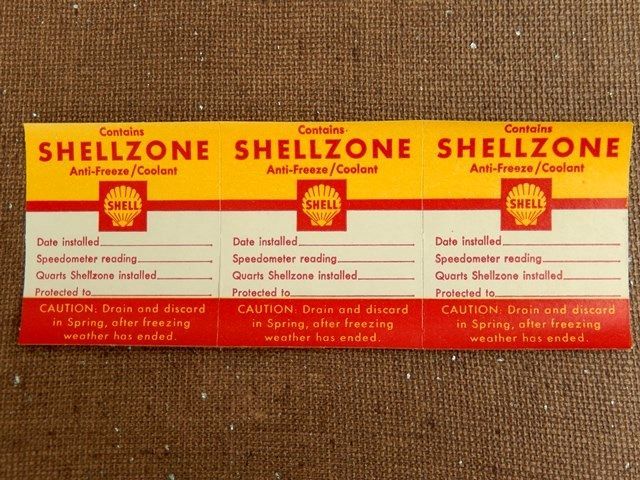 Contains
SHELLZONE
Anti-Freeze/Coolant
SHELL
Date installed
Speedometer reading
Quarts Shellzone installed
Protected to
CAUTION: Drain and discard
in Spring, after freezing
weather has ended.
Contains
SHELLZONE
Anti-Freeze/Coolant
SHELL
Date installed
Speedometer reading
Quarts Shellzone installed
Protected to
CAUTION: Drain and discard
in Spring, after freezing
weather has ended.
Contains
SHELLZONE
Anti-Freeze/Coolant
SHELL
Date installed
Speedometer reading
Quarts Shellzone installed
Protected to
CAUTION: Drain and discard
in Spring, after freezing
weather has ended.